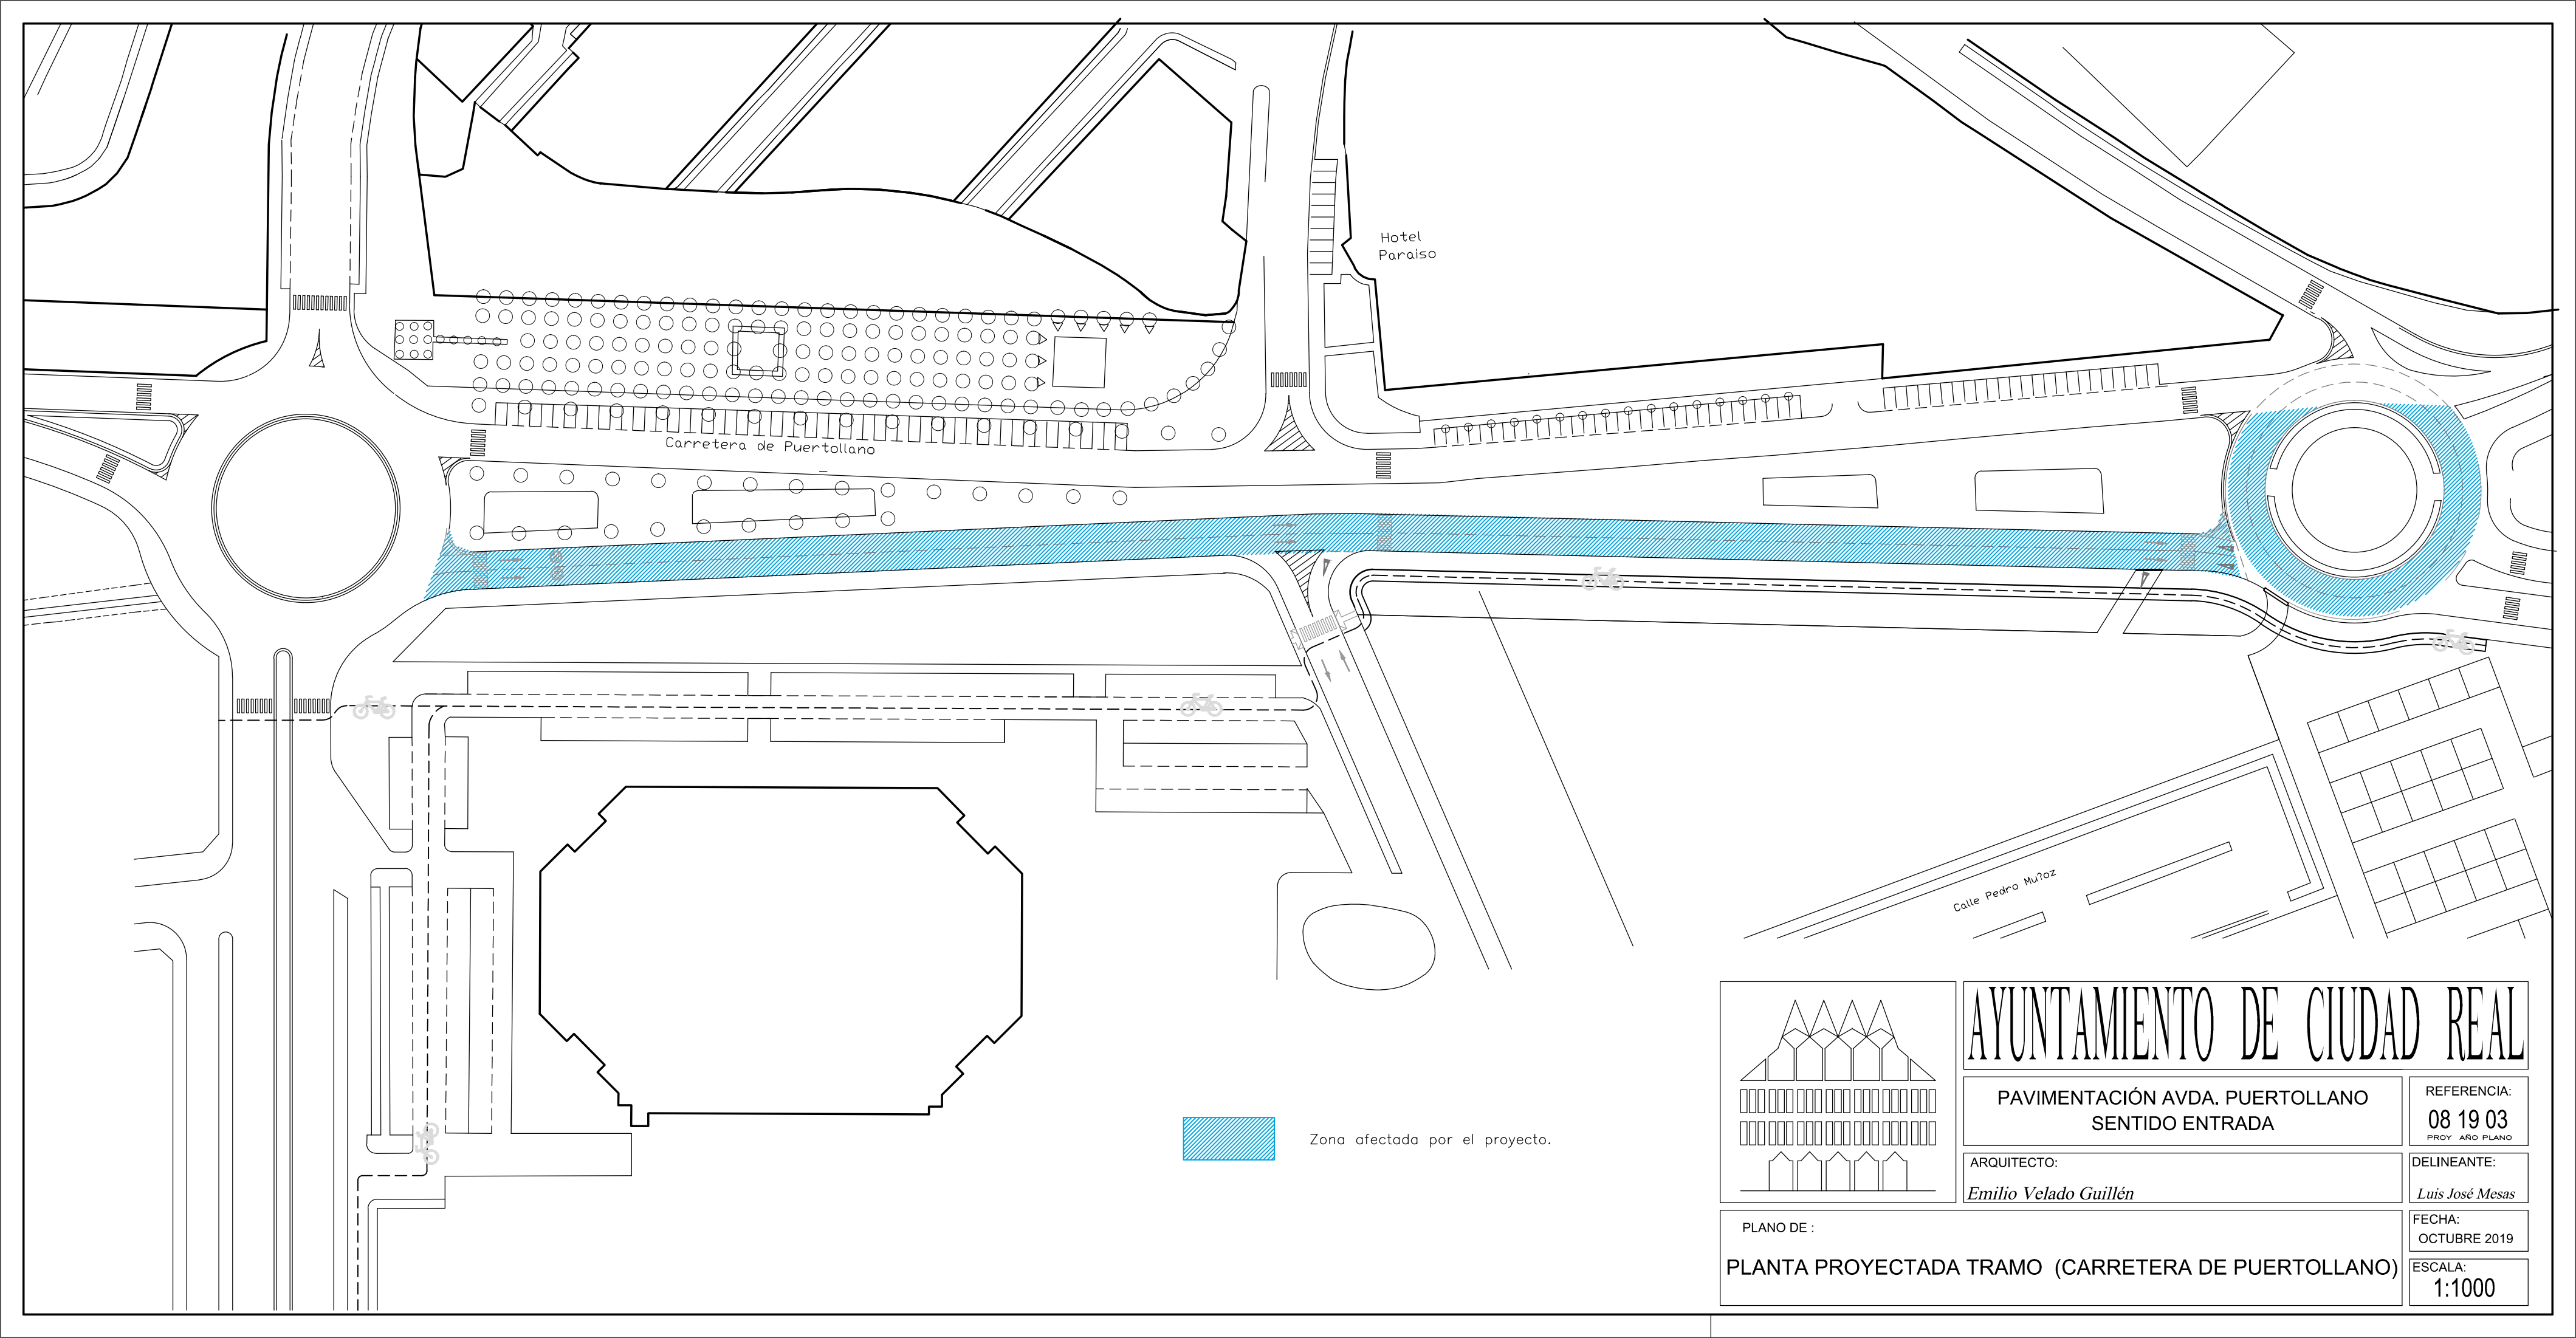 Hotel
Paraiso
Carretera de Puertollano
Calle Pedro Mu?oz
Zona afectada por el proyecto.
AYUNTAMIENTO DE CIUDAD REAL
PAVIMENTACIÓN AVDA. PUERTOLLANO
SENTIDO ENTRADA
REFERENCIA:
08 19 03
PROY AÑO PLANO
ARQUITECTO:
Emilio Velado Guillén
DELINEANTE:
Luis José Mesas
PLANO DE :
PLANTA PROYECTADA TRAMO (CARRETERA DE PUERTOLLANO)
FECHA:
OCTUBRE 2019
ESCALA:
1:1000